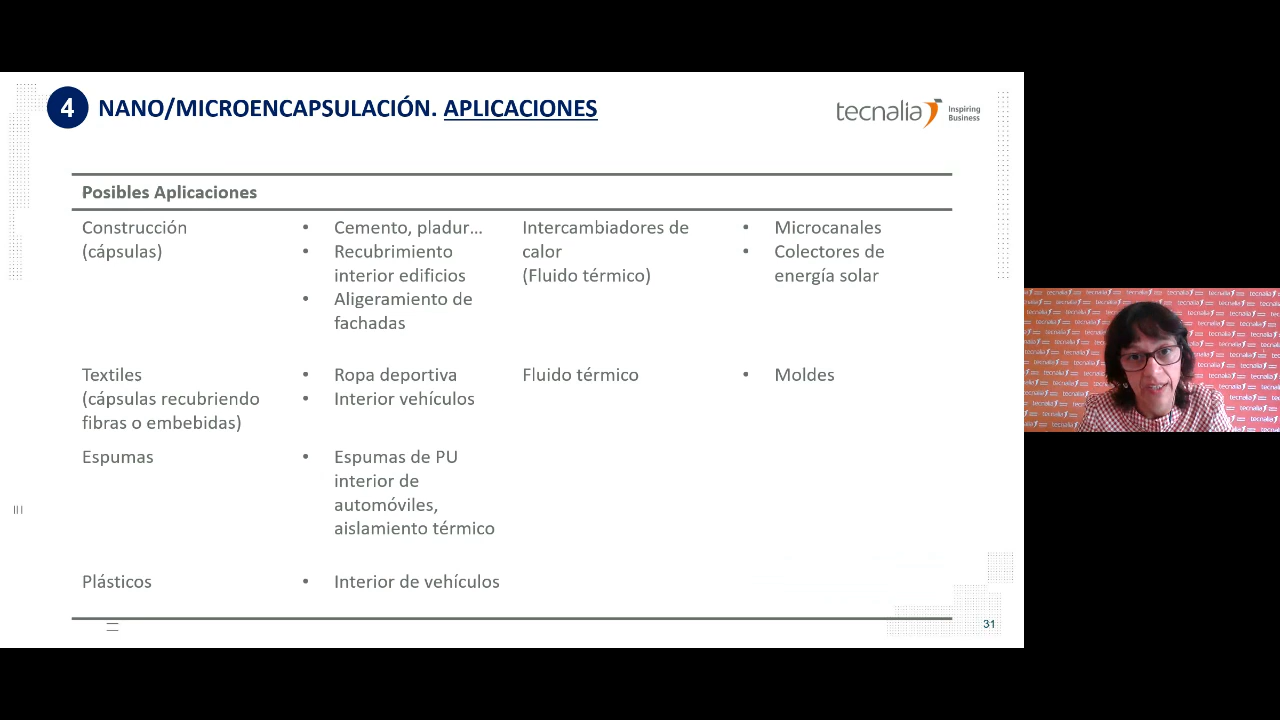 4 NANO/MICROENCAPSULACIÓN. APLICACIONES
tecnalia Inspiring
Business
Posibles Aplicaciones
Construcción
(cápsulas)
• Cemento, pladur...
• Recubrimiento
interior edificios
• Aligeramiento de
fachadas
Intercambiadores de
calor
(Fluido térmico)
• Microcanales
• Colectores de
energía solar
Textiles
(cápsulas recubriendo
fibras o embebidas)
• Ropa deportiva
• Interior vehículos
Fluido térmico
• Moldes
Espumas
• Espumas de PU
interior de
automóviles,
aislamiento térmico
Plásticos
• Interior de vehículos
31